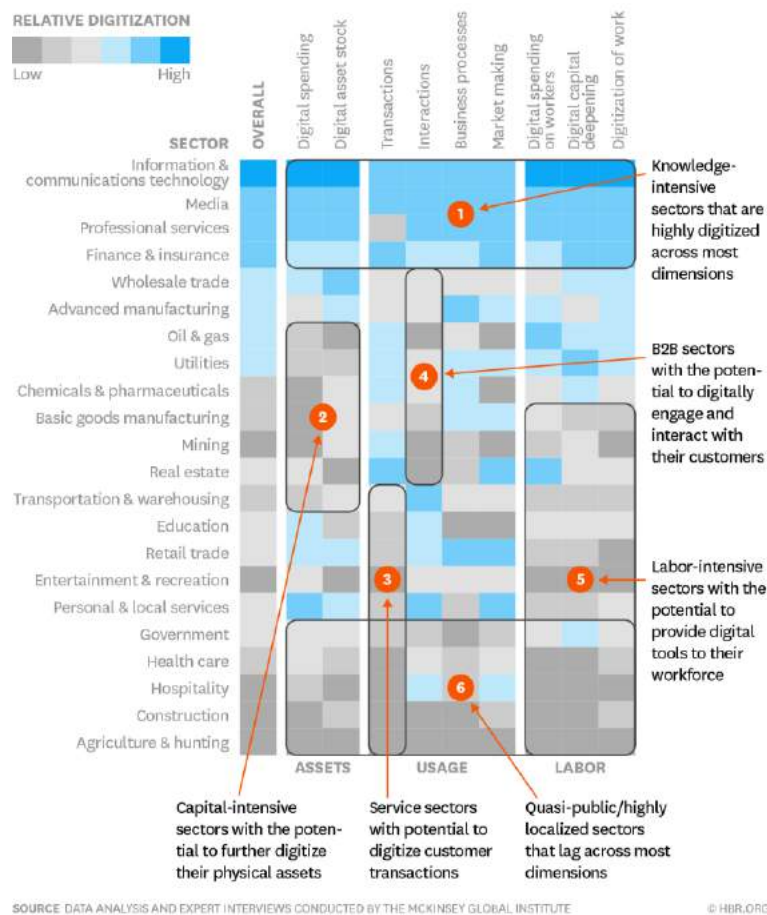 RELATIVE DIGITIZATION
Low
High
SECTOR
OVERALL
Digital spending
Digital asset stock
Transactions
Interactions
Business processes
Market making
Digital spending
on workers
Digital capital
deepening
Digitization of work
Information &
communications technology
Media
Professional services
Finance & insurance
Wholesale trade
Advanced manufacturing
Oil & gas
Utilities
Chemicals & pharmaceuticals
Basic goods manufacturing
Mining
Real estate
Transportation & warehousing
Education
Retail trade
Entertainment & recreation
Personal & local services
Government
Health care
Hospitality
Construction
Agriculture & hunting
1
2
4
3
5
6
Knowledge-
intensive
sectors that are
highly digitized
across most
dimensions
B2B sectors
with the poten-
tial to digitally
engage and
interact with
their customers
Labor-intensive
sectors with the
potential to
provide digital
tools to their
workforce
ASSETS
USAGE
LABOR
Capital-intensive
sectors with the poten-
tial to further digitize
their physical assets
Service sectors
with potential to
digitize customer
transactions
Quasi-public/highly
localized sectors
that lag across most
dimensions
SOURCE DATA ANALYSIS AND EXPERT INTERVIEWS CONDUCTED BY THE MCKINSEY GLOBAL INSTITUTE
© HBR.ORG